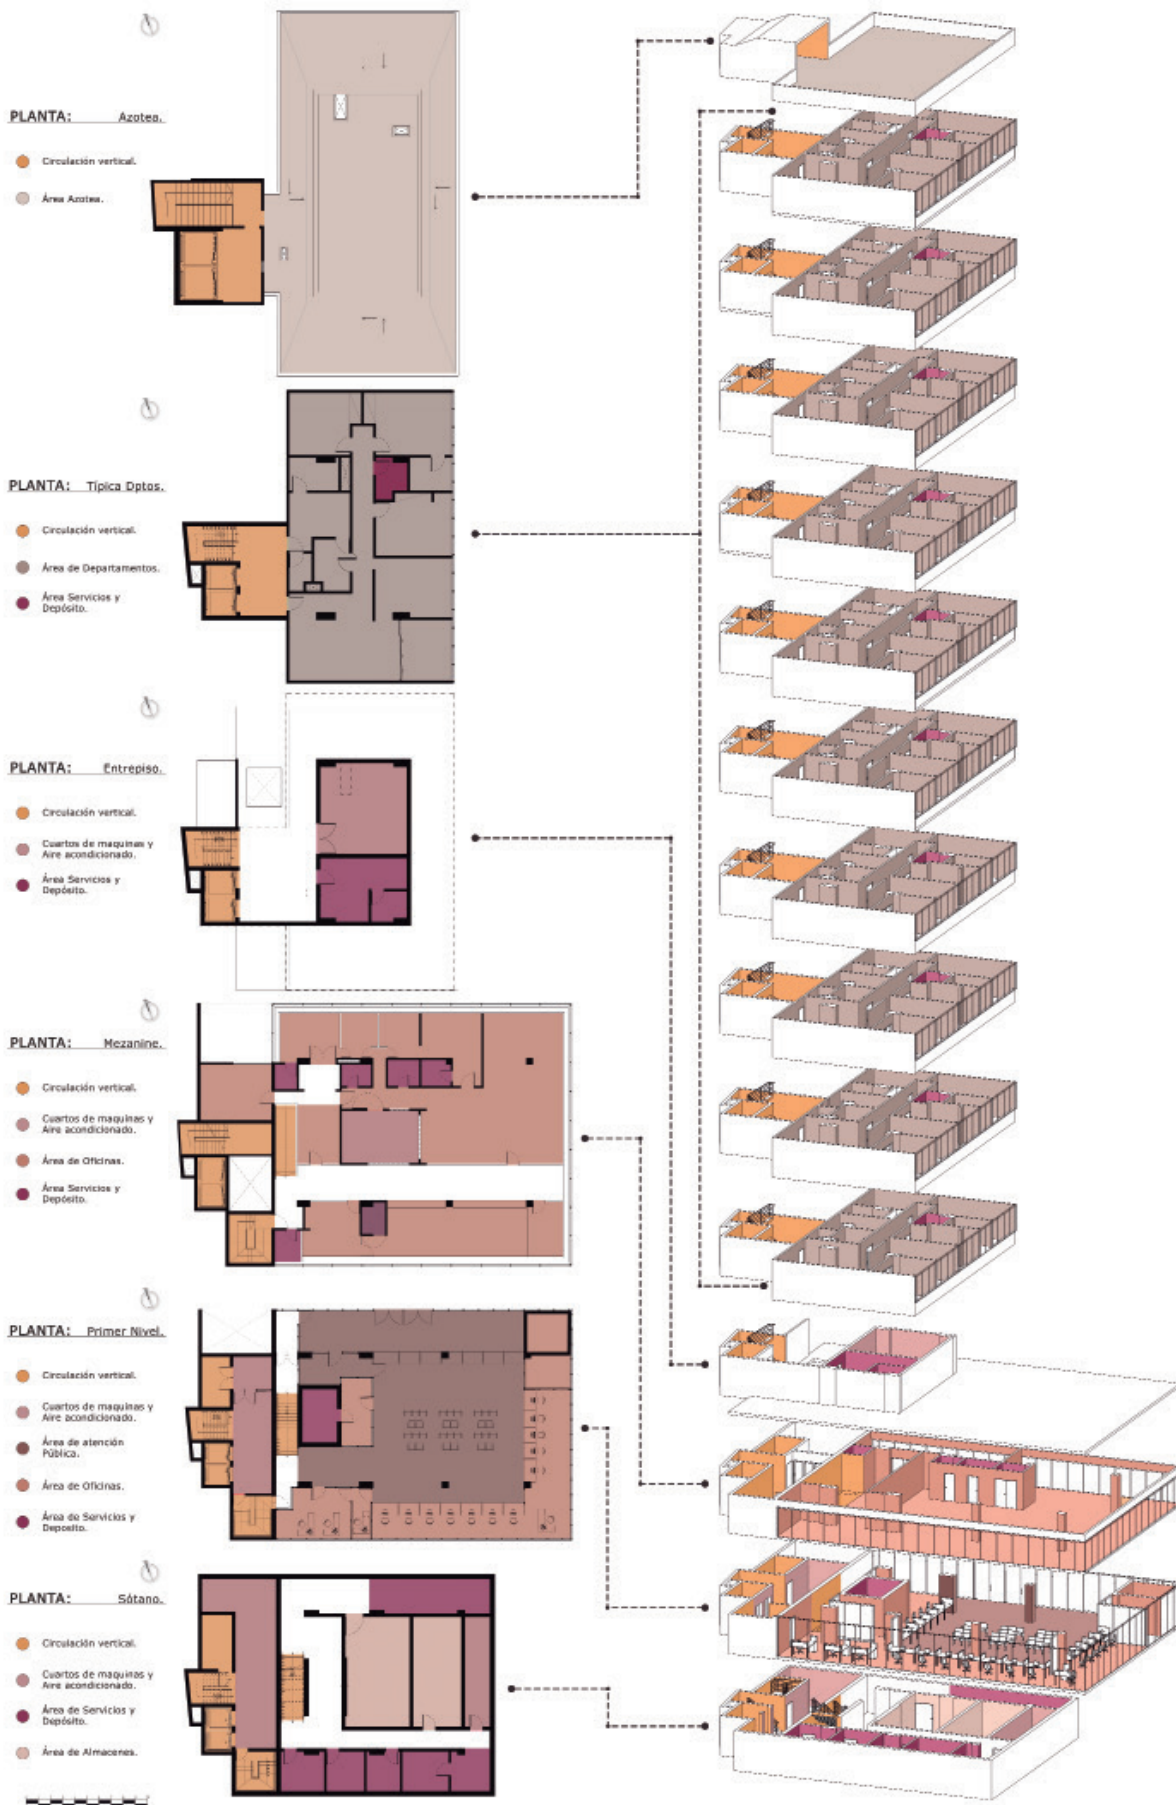 PLANTA: Azotea.
Circulación vertical.
Área Azotea.
PLANTA: Típica Dptos.
Circulación vertical.
Área de Departamentos.
Área Servicios y
Depósito.
PLANTA: Entrepiso.
Circulación vertical.
Cuartos de maquinas y
Aire acondicionado.
Área Servicios y
Depósito.
PLANTA: Mezanine.
Circulación vertical.
Cuartos de maquinas y
Aire acondicionado.
Área de Oficinas.
Área Servicios y
Depósito.
PLANTA: Primer Nivel.
Circulación vertical.
Cuartos de maquinas y
Aire acondicionado.
Área de atención
Pública.
Área de Oficinas.
Área de Servicios y
Deposito.
PLANTA: Sótano.
Circulación vertical.
Cuartos de maquinas y
Aire acondicionado.
Área de Servicios y
Depósito.
Área de Almacenes.